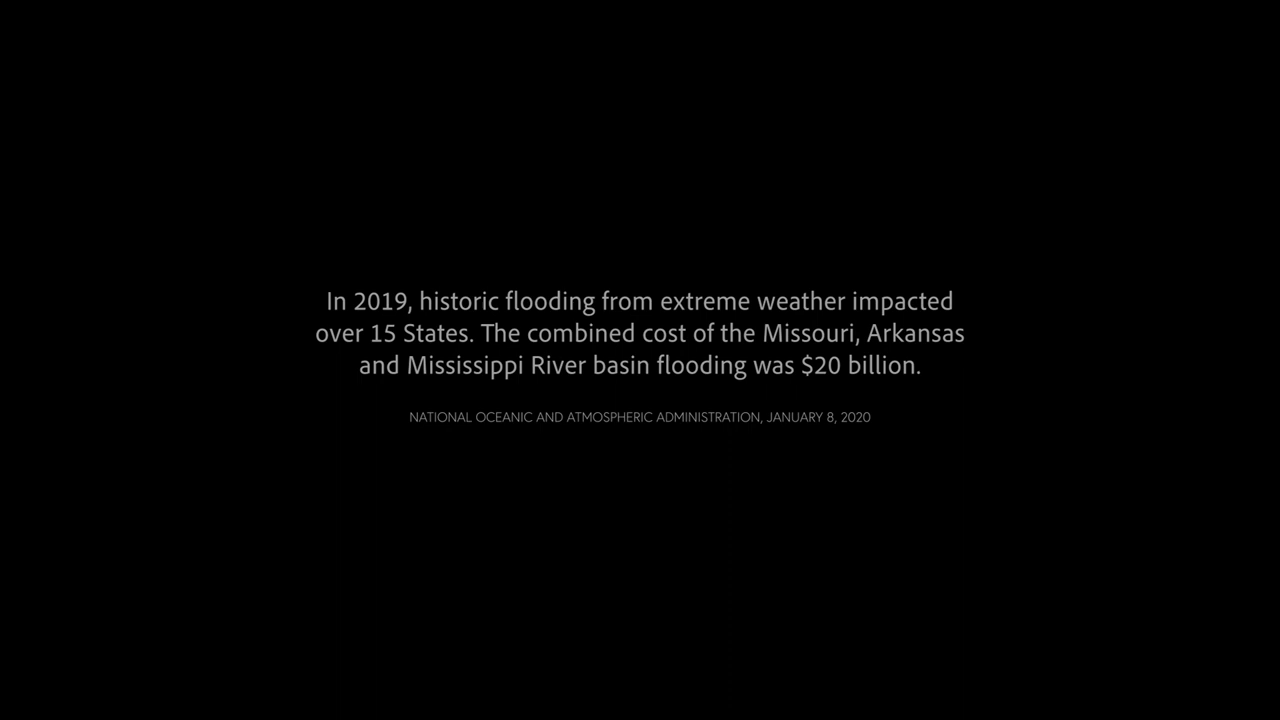 In 2019, historic flooding from extreme weather impacted
over 15 States. The combined cost of the Missouri, Arkansas
and Mississippi River basin flooding was $20 billion.
NATIONAL OCEANIC AND ATMOSPHERIC ADMINISTRATION, JANUARY 8, 2020